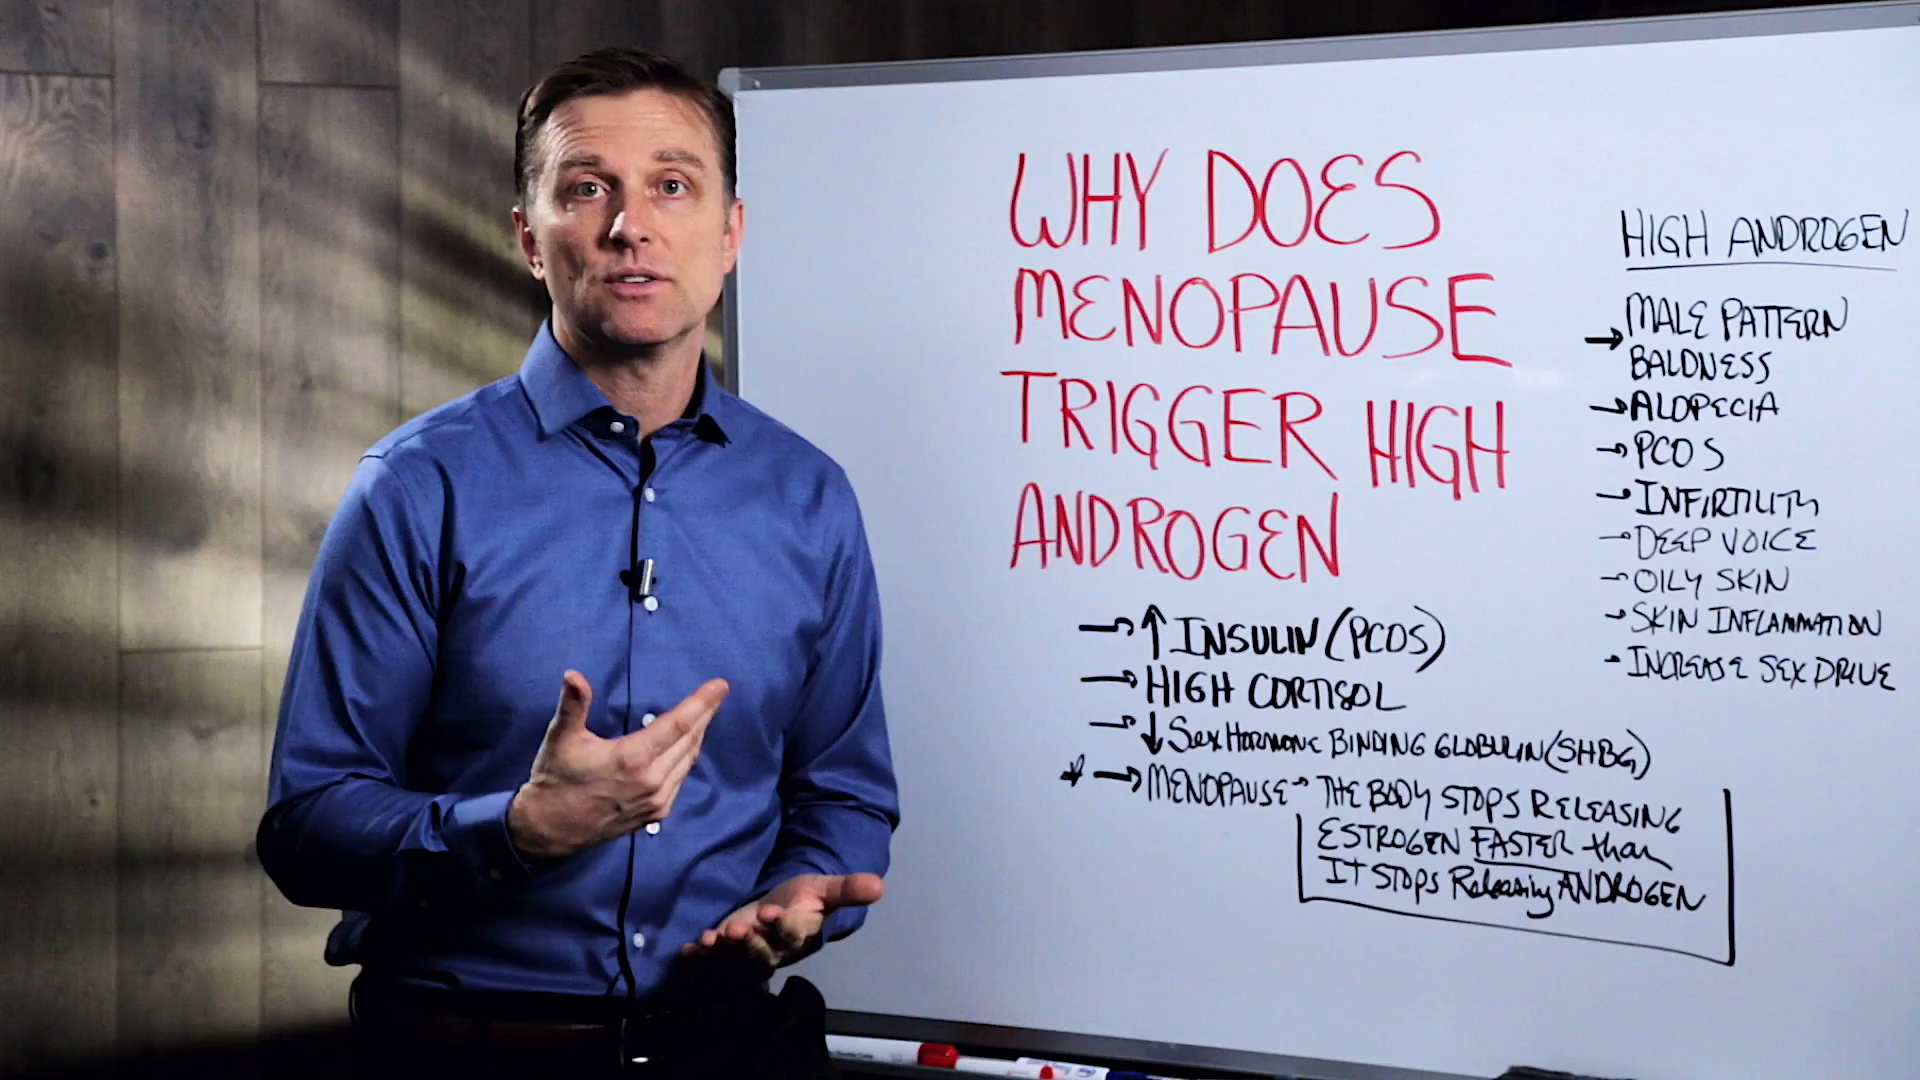 WHY DOES
MENOPAUSE
TRIGGER HIGH
ANDROGEN
→ ↑ INSULIN (PCOS)
→ HIGH CORTISOL
→ ↓ Sex Hormone BINDING GLOBULIN (SHBG)
* → MENOPAUSE → THE BODY STOPS RELEASING
ESTROGEN FASTER than
IT STOPS Releasing ANDROGEN
HIGH ANDROGEN
→ MALE PATTERN
BALDNESS
→ ALOPECIA
→ PCOS
→ INFIRTILITY
→ DEEP VOICE
→ OILY SKIN
→ SKIN INFLAMMATION
→ INCREASE SEX DRIVE